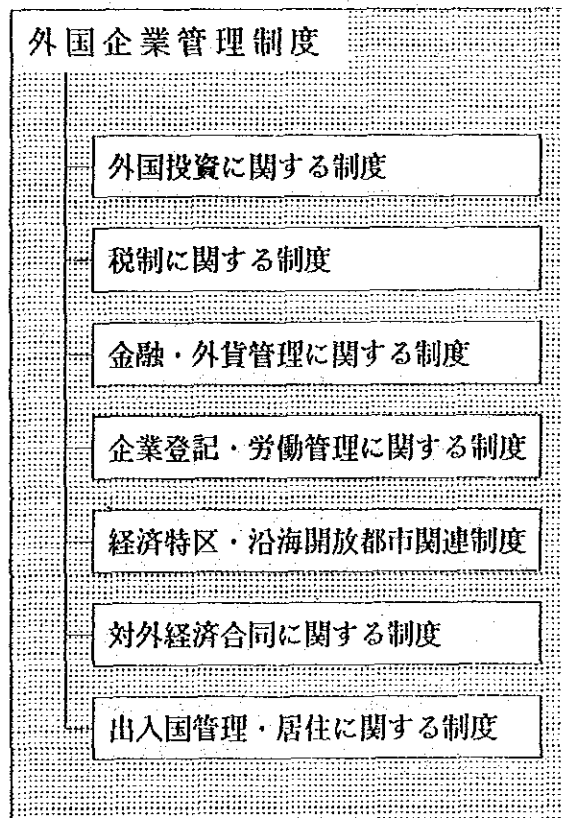 外国企業管理制度
外国投資に関する制度
税制に関する制度
金融・外貨管理に関する制度
企業登記・労働管理に関する制度
経済特区・沿海開放都市関連制度
対外経済合同に関する制度
出入国管理・居住に関する制度